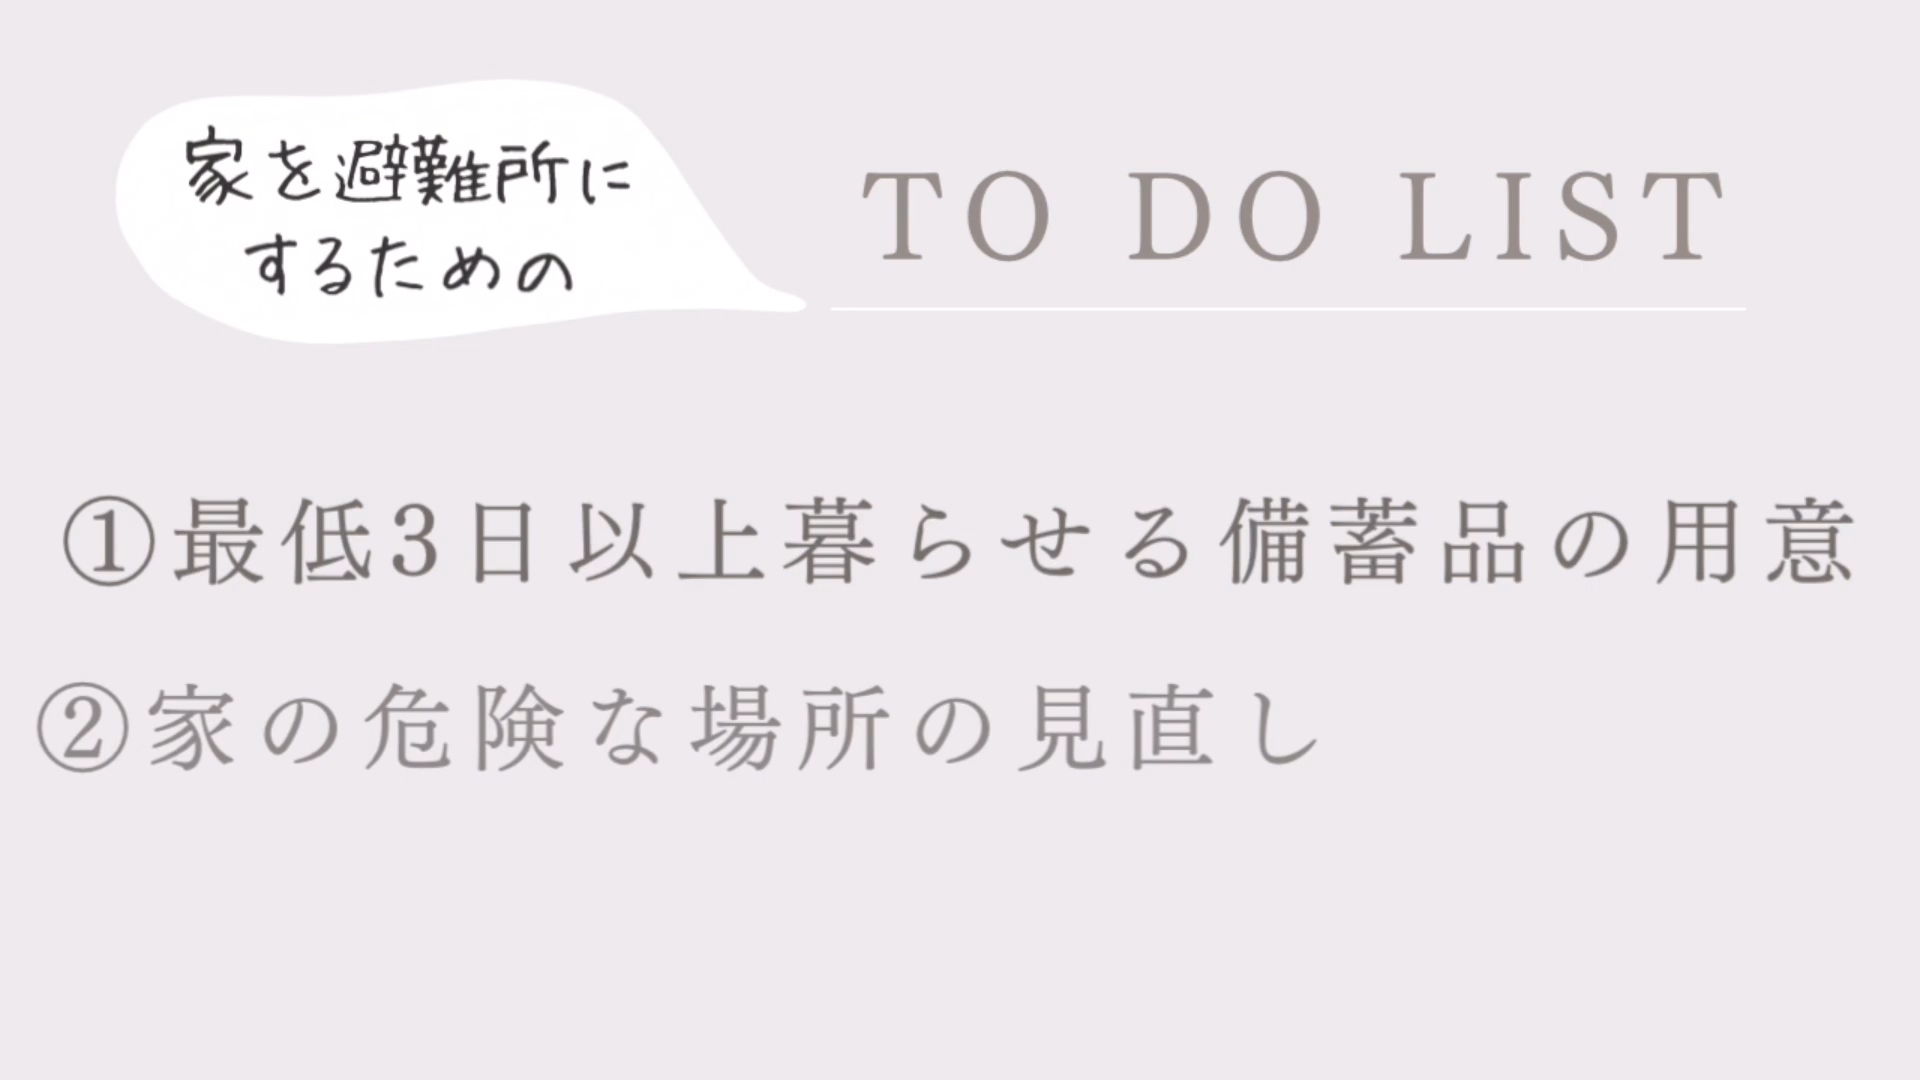 家を避難所に
するための
TO DO LIST
①最低3日以上暮らせる備蓄品の用意
②家の危険な場所の見直し